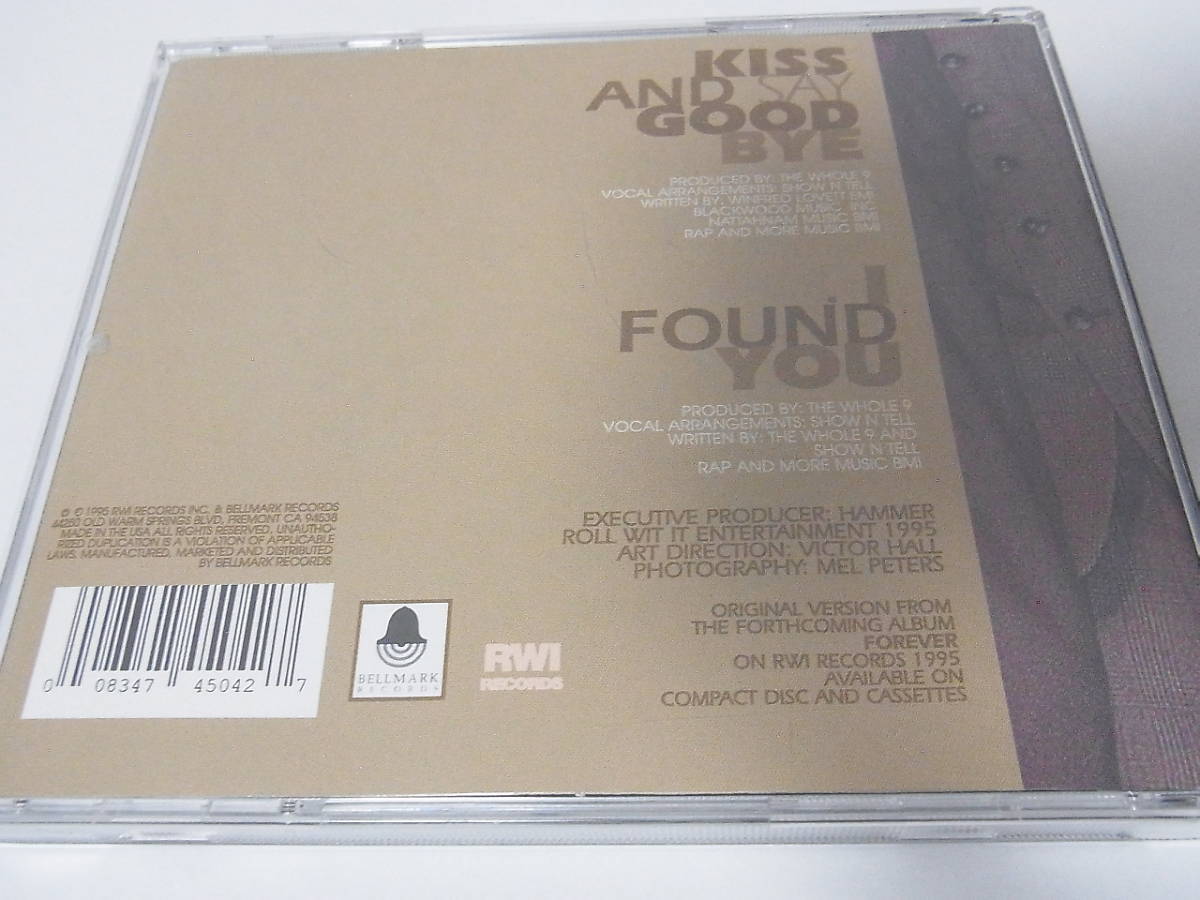 KISS
AND SAY
GOOD
BYE
PRODUCED BY: THE WHOLE 9
VOCAL ARRANGEMENTS: SHOW N TELL
WRITTEN BY: WINFRED LOVETT EMI
BLACKWOOD MUSIC, INC.
NATTAHNAM MUSIC BMI
RAP AND MORE MUSIC BMI
I
FOUND
YOU
PRODUCED BY: THE WHOLE 9
VOCAL ARRANGEMENTS: SHOW N TELL
WRITTEN BY: THE WHOLE 9 AND
SHOW N TELL
RAP AND MORE MUSIC BMI
EXECUTIVE PRODUCER: HAMMER
ROLL WIT IT ENTERTAINMENT 1995
ART DIRECTION: VICTOR HALL
PHOTOGRAPHY: MEL PETERS
ORIGINAL VERSION FROM
THE FORTHCOMING ALBUM
FOREVER
ON RWI RECORDS 1995
AVAILABLE ON
COMPACT DISC AND CASSETTES
℗ © 1995 RWI RECORDS INC. & BELLMARK RECORDS
44280 OLD WARM SPRINGS BLVD, FREMONT CA 94538
MADE IN THE USA ALL RIGHTS RESERVED. UNAUTHO-
RIZED DUPLICATION IS A VIOLATION OF APPLICABLE
LAWS. MANUFACTURED, MARKETED AND DISTRIBUTED
BY BELLMARK RECORDS
0 08347 45042 7
BELLMARK
RECORDS
RWI
RECORDS